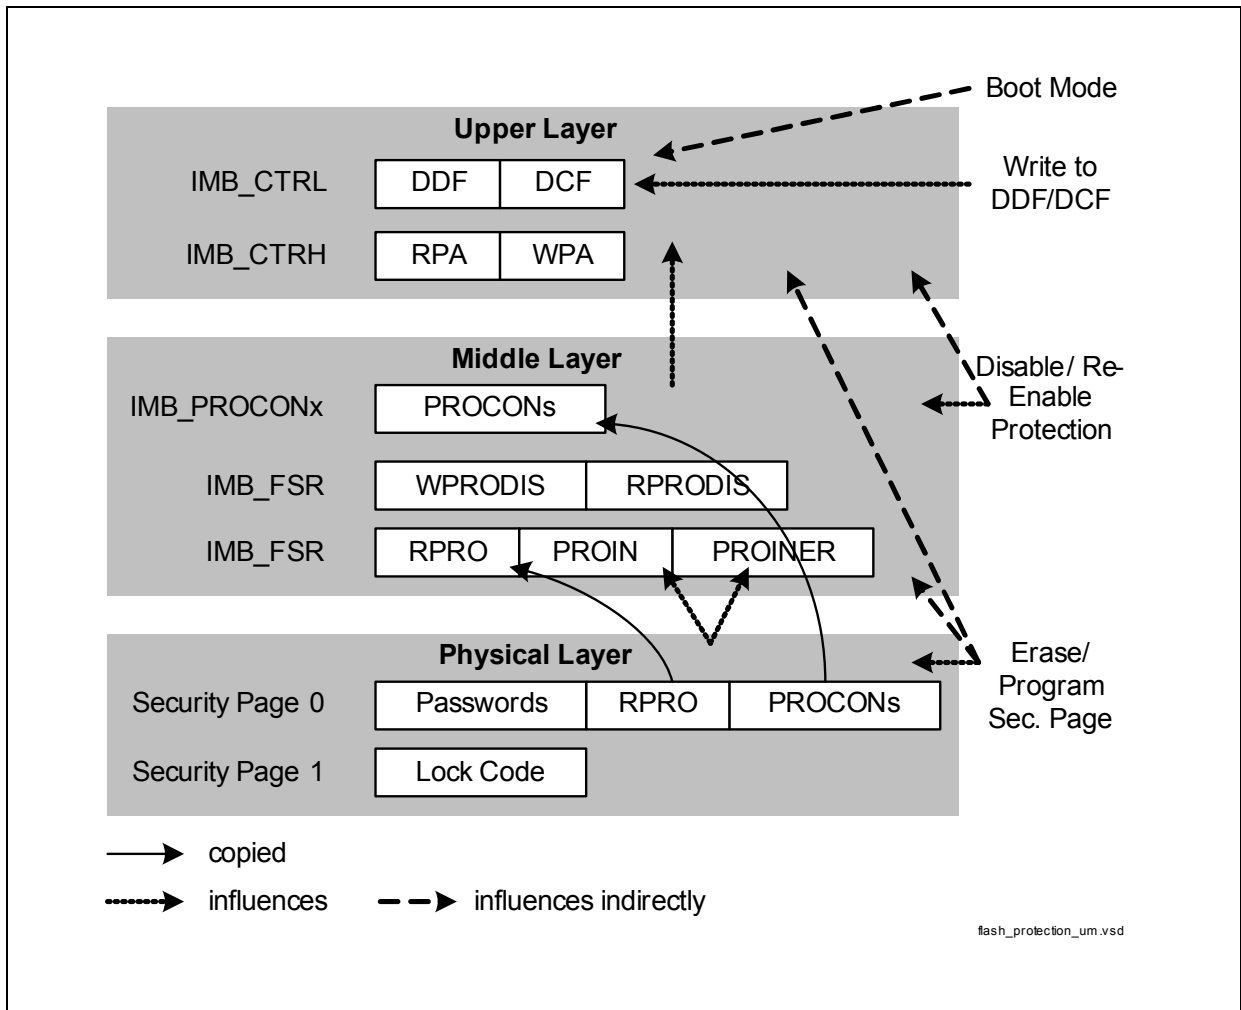 Boot Mode
Upper Layer
IMB_CTRL DDF DCF
Write to
DDF/DCF
IMB_CTRH RPA WPA
Middle Layer
Disable/ Re-
Enable
Protection
IMB_PROCONx PROCONs
IMB_FSR WPRODIS RPRODIS
IMB_FSR RPRO PROIN PROINER
Physical Layer
Erase/
Program
Sec. Page
Security Page 0 Passwords RPRO PROCONs
Security Page 1 Lock Code
copied
influences influences indirectly
flash_protection_um.vsd